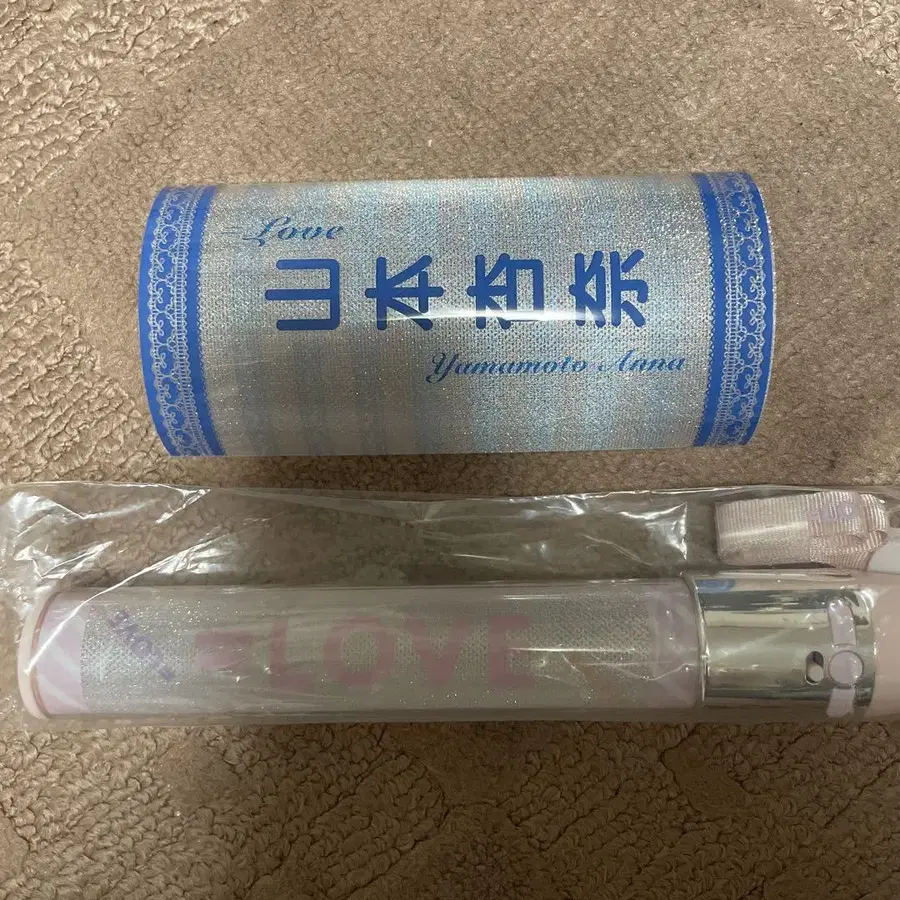 =Love
山本杏奈
Yamamoto Anna
=LOVE